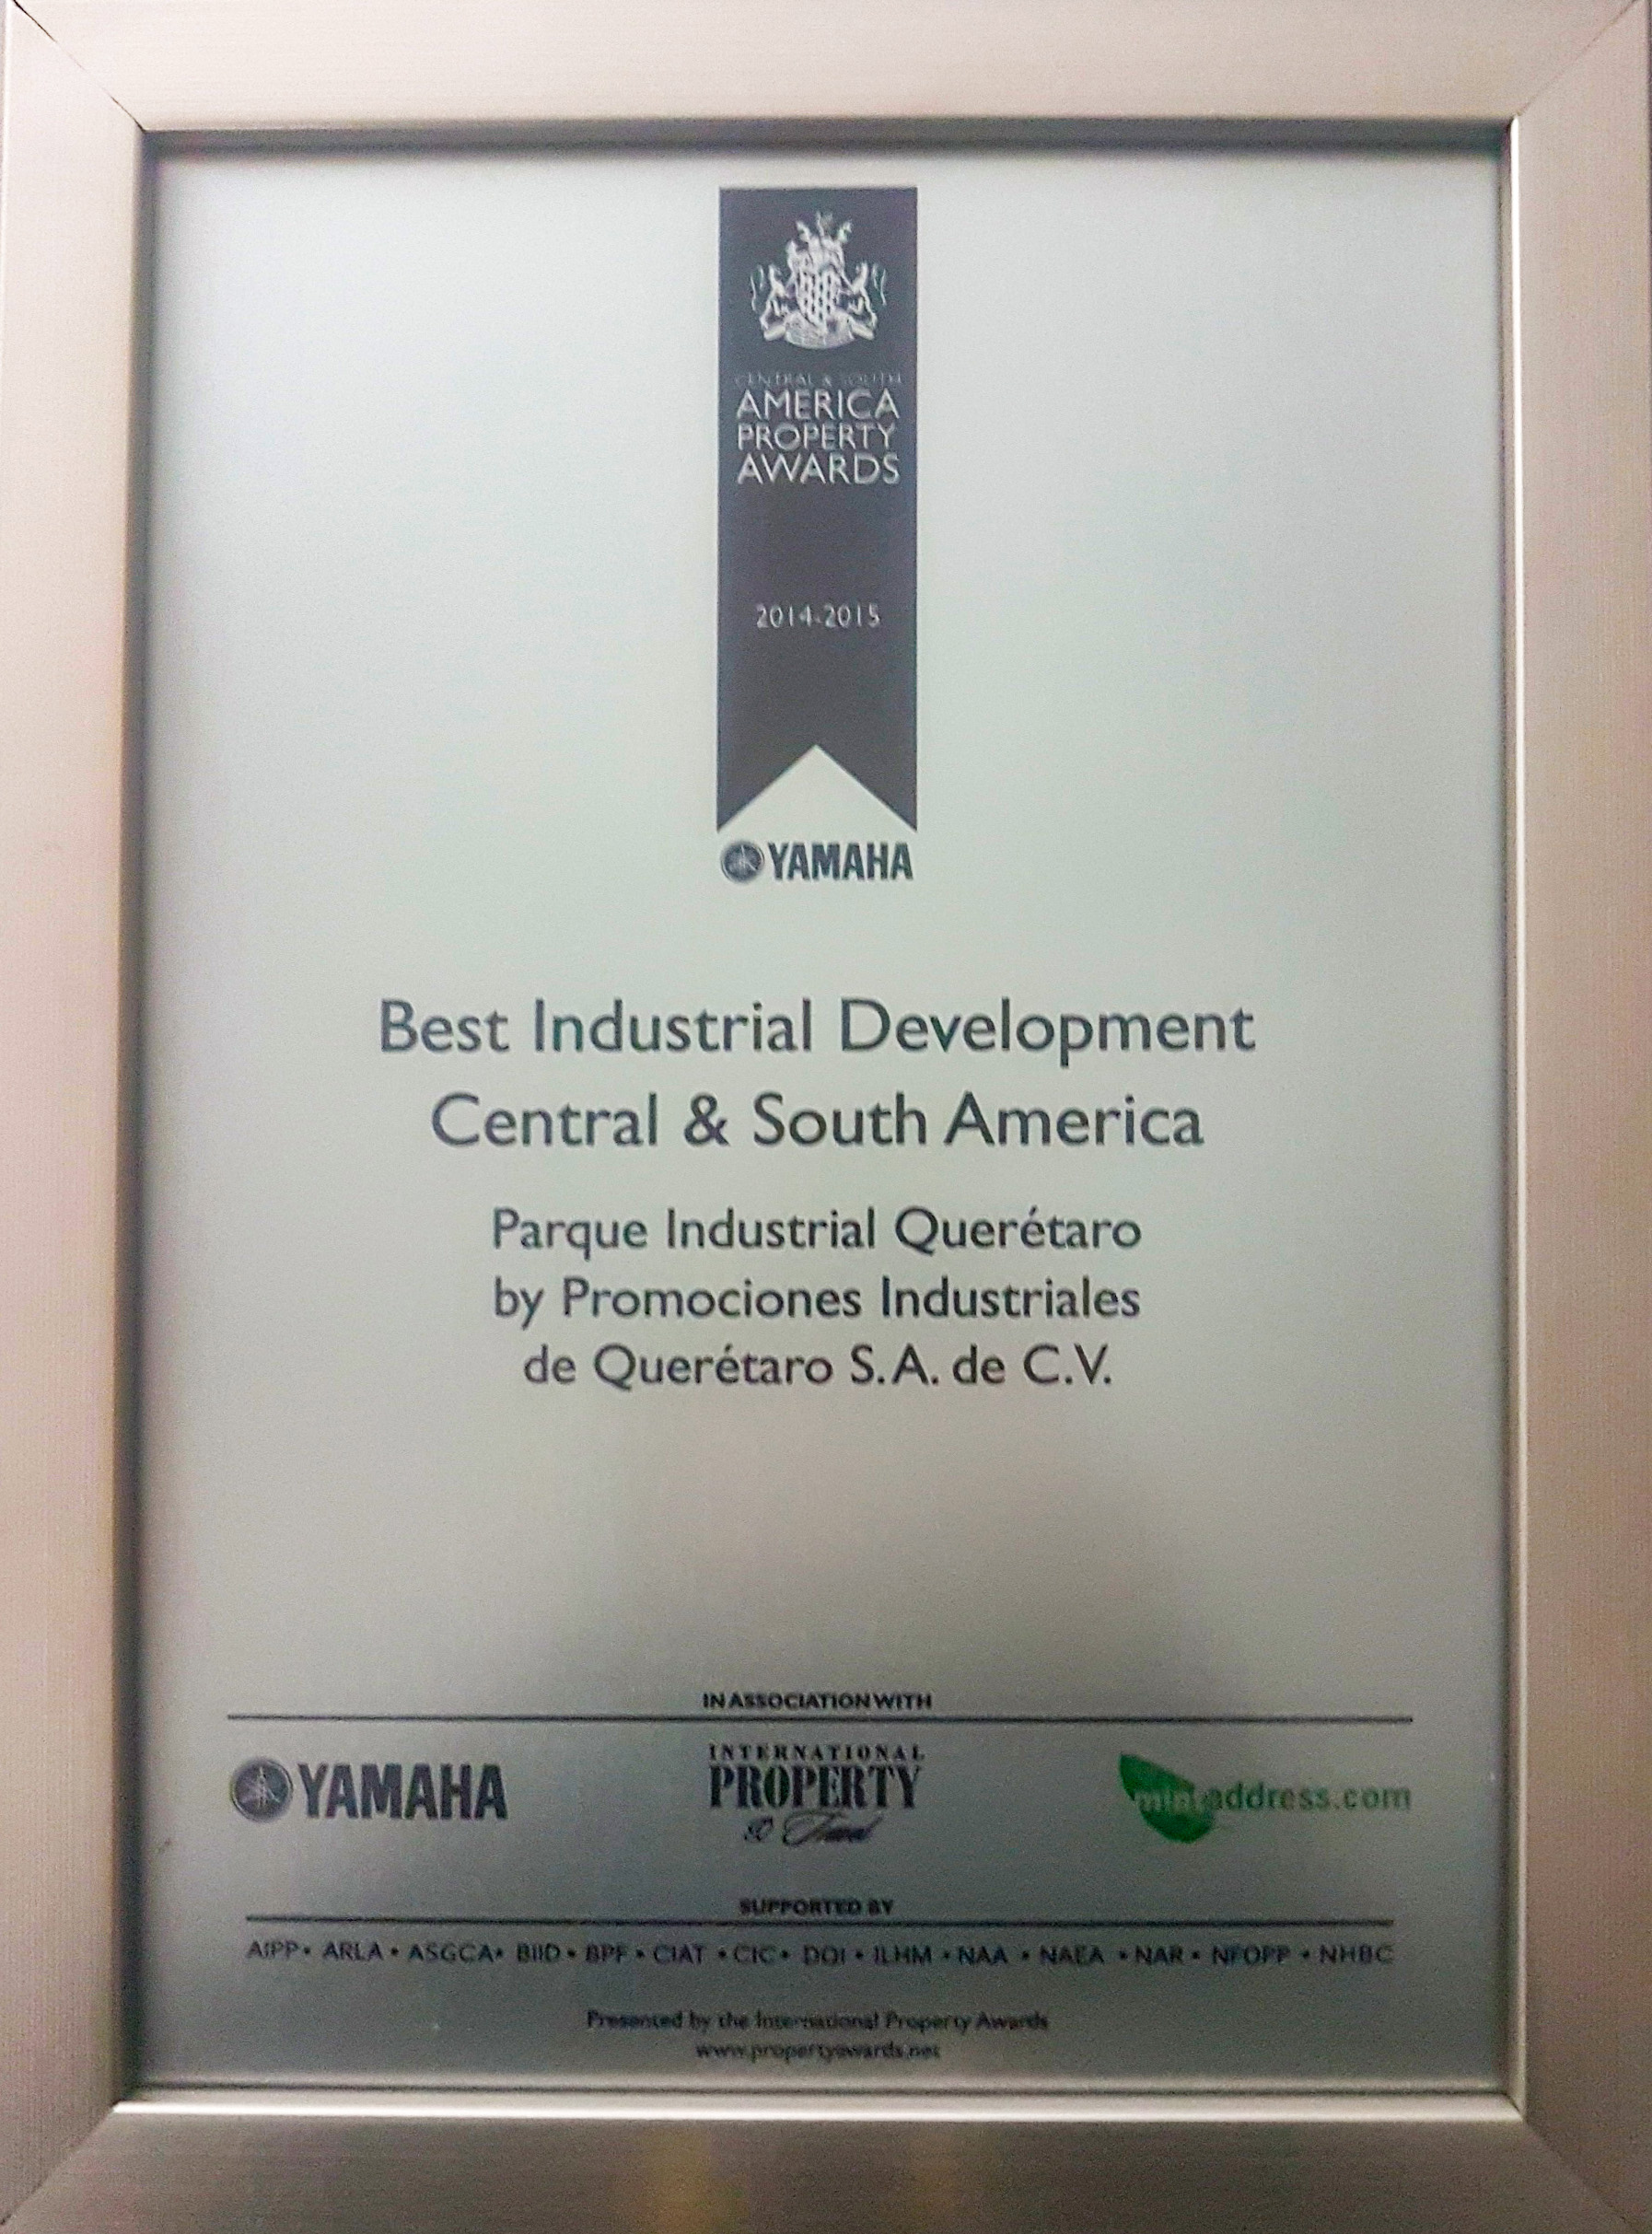 CENTRAL & SOUTH
AMERICA
PROPERTY
AWARDS
2014-2015
YAMAHA
Best Industrial Development
Central & South America
Parque Industrial Querétaro
by Promociones Industriales
de Querétaro S.A. de C.V.
IN ASSOCIATION WITH
YAMAHA
INTERNATIONAL
PROPERTY
& Travel
address.com
SUPPORTED BY
AIPP • ARLA • ASGCA • BIID • BPF • CIAT • CIC • DOI • ILHM • NAA • NAEA • NAR • NFOPP • NHBC
Presented by the International Property Awards
www.propertyawards.net